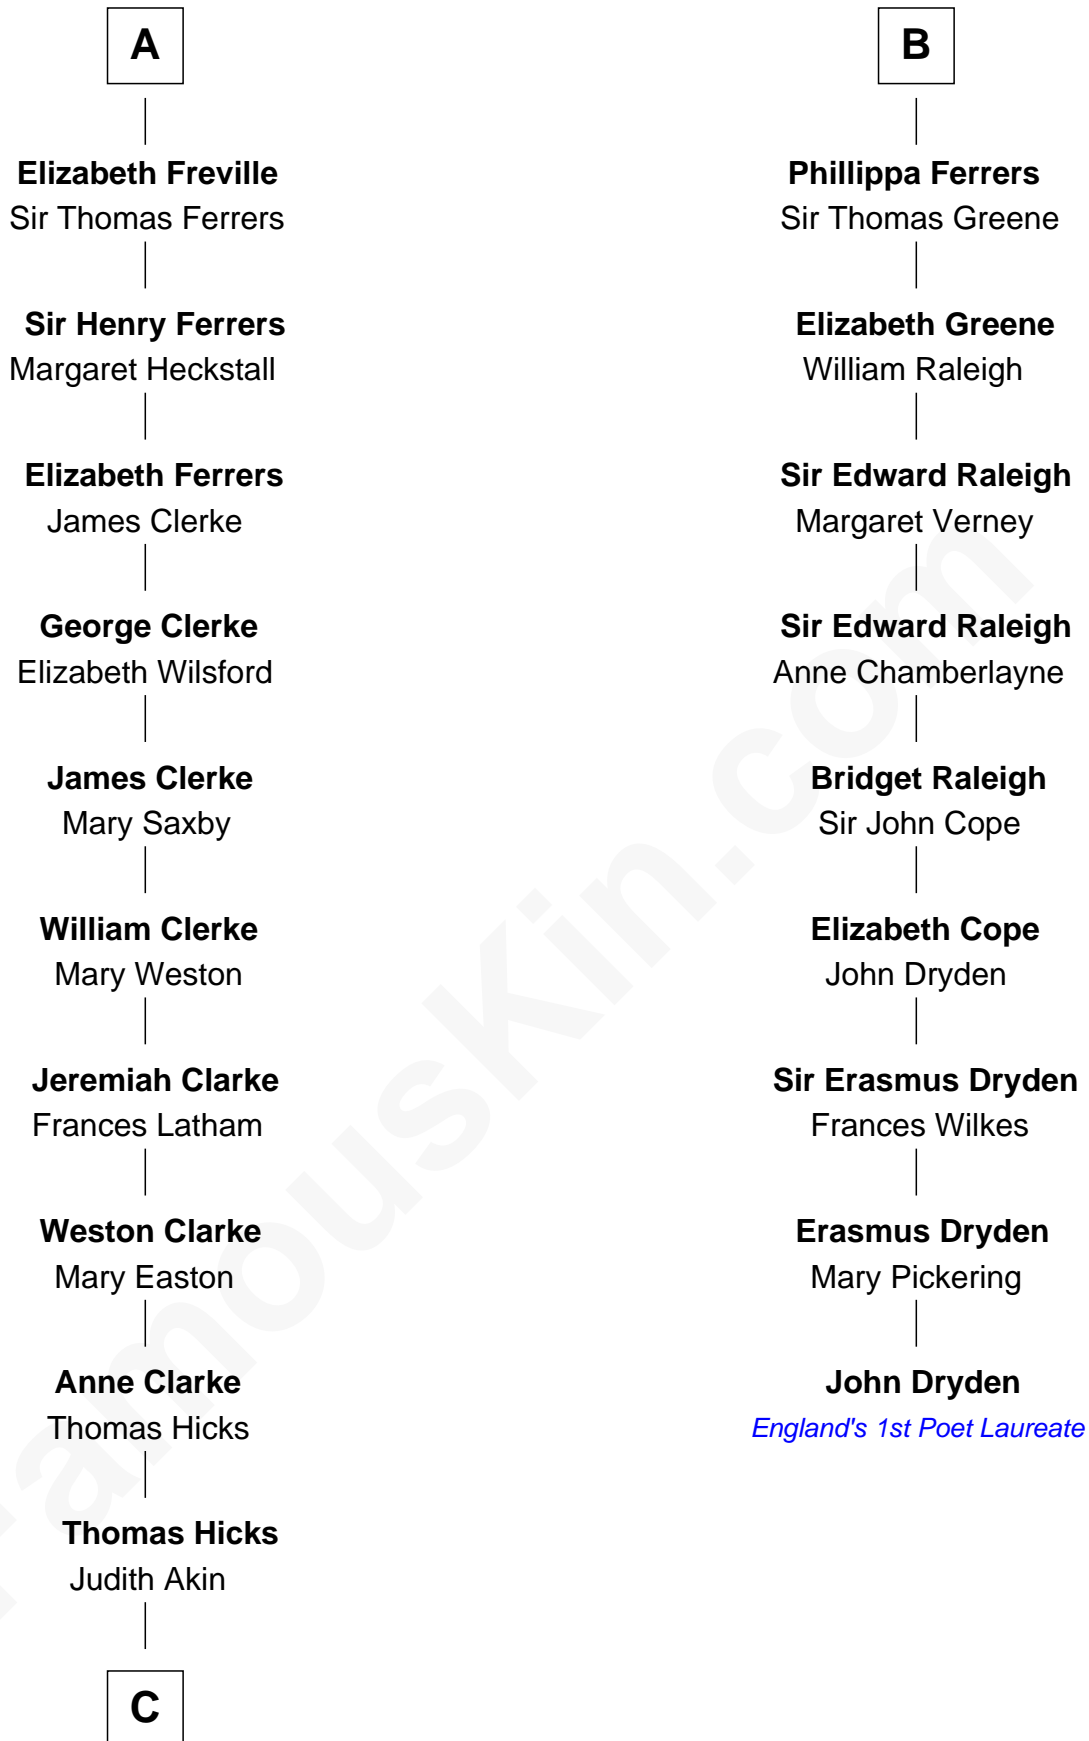 A
Elizabeth Freville
Sir Thomas Ferrers
Sir Henry Ferrers
Margaret Heckstall
Elizabeth Ferrers
James Clerke
George Clerke
Elizabeth Wilsford
James Clerke
Mary Saxby
William Clerke
Mary Weston
Jeremiah Clarke
Frances Latham
Weston Clarke
Mary Easton
Anne Clarke
Thomas Hicks
Thomas Hicks
Judith Akin
C
B
Phillippa Ferrers
Sir Thomas Greene
Elizabeth Greene
William Raleigh
Sir Edward Raleigh
Margaret Verney
Sir Edward Raleigh
Anne Chamberlayne
Bridget Raleigh
Sir John Cope
Elizabeth Cope
John Dryden
Sir Erasmus Dryden
Frances Wilkes
Erasmus Dryden
Mary Pickering
John Dryden
England's 1st Poet Laureate
FamousKin.com